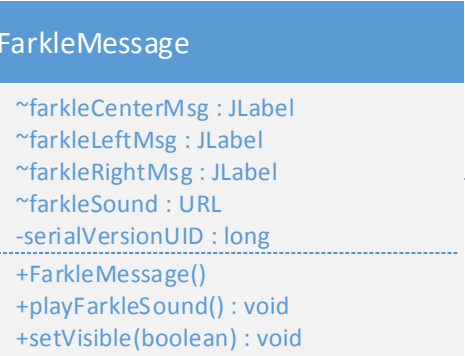 FarkleMessage
~farkleCenterMsg : JLabel
~farkleLeftMsg : JLabel
~farkleRightMsg : JLabel
~farkleSound : URL
-serialVersionUID : long
+FarkleMessage()
+playFarkleSound() : void
+setVisible(boolean) : void